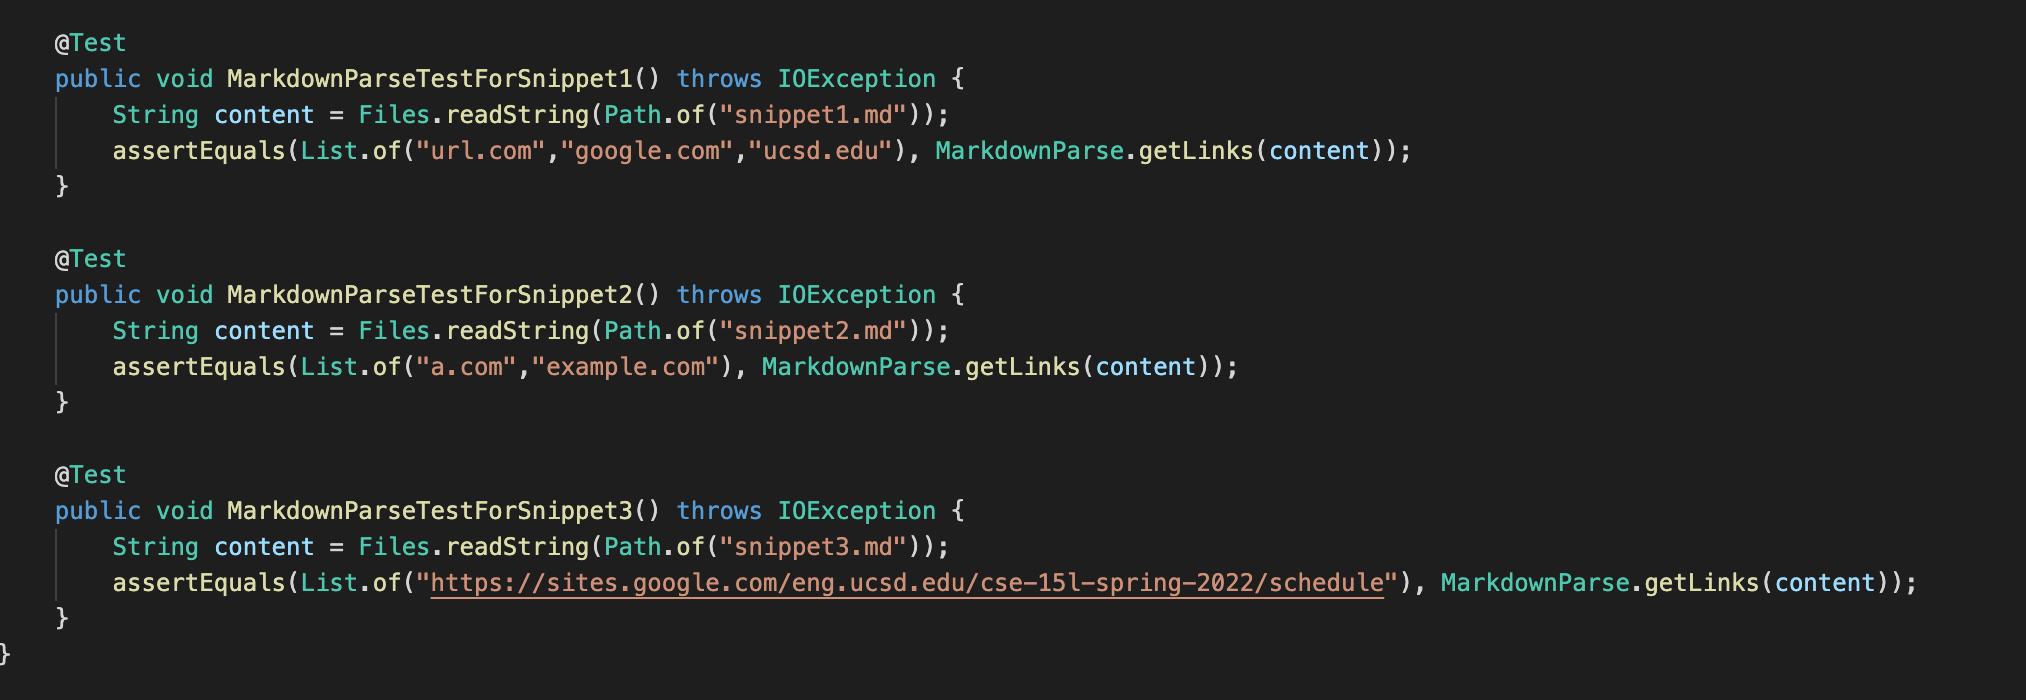 @Test
public void MarkdownParseTestForSnippet1() throws IOException {
String content = Files.readString(Path.of("snippet1.md"));
assertEquals(List.of("url.com","google.com","ucsd.edu"), MarkdownParse.getLinks(content));
}
@Test
public void MarkdownParseTestForSnippet2() throws IOException {
String content = Files.readString(Path.of("snippet2.md"));
assertEquals(List.of("a.com","example.com"), MarkdownParse.getLinks(content));
}
@Test
public void MarkdownParseTestForSnippet3() throws IOException {
String content = Files.readString(Path.of("snippet3.md"));
assertEquals(List.of("https://sites.google.com/eng.ucsd.edu/cse-15l-spring-2022/schedule"), MarkdownParse.getLinks(content));
}
}